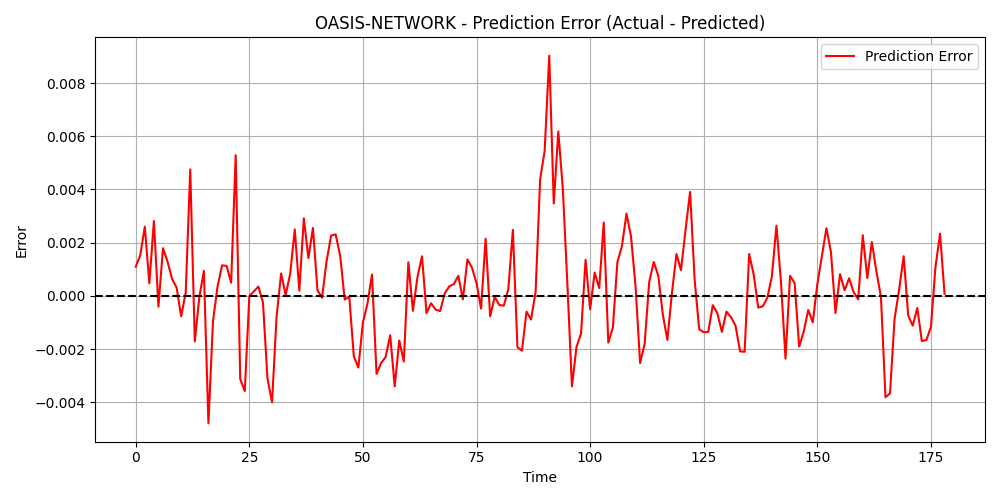 OASIS-NETWORK - Prediction Error (Actual - Predicted)
Prediction Error
0.008
0.006
0.004
0.002
0.000
−0.002
−0.004
Error
0 25 50 75 100 125 150 175
Time